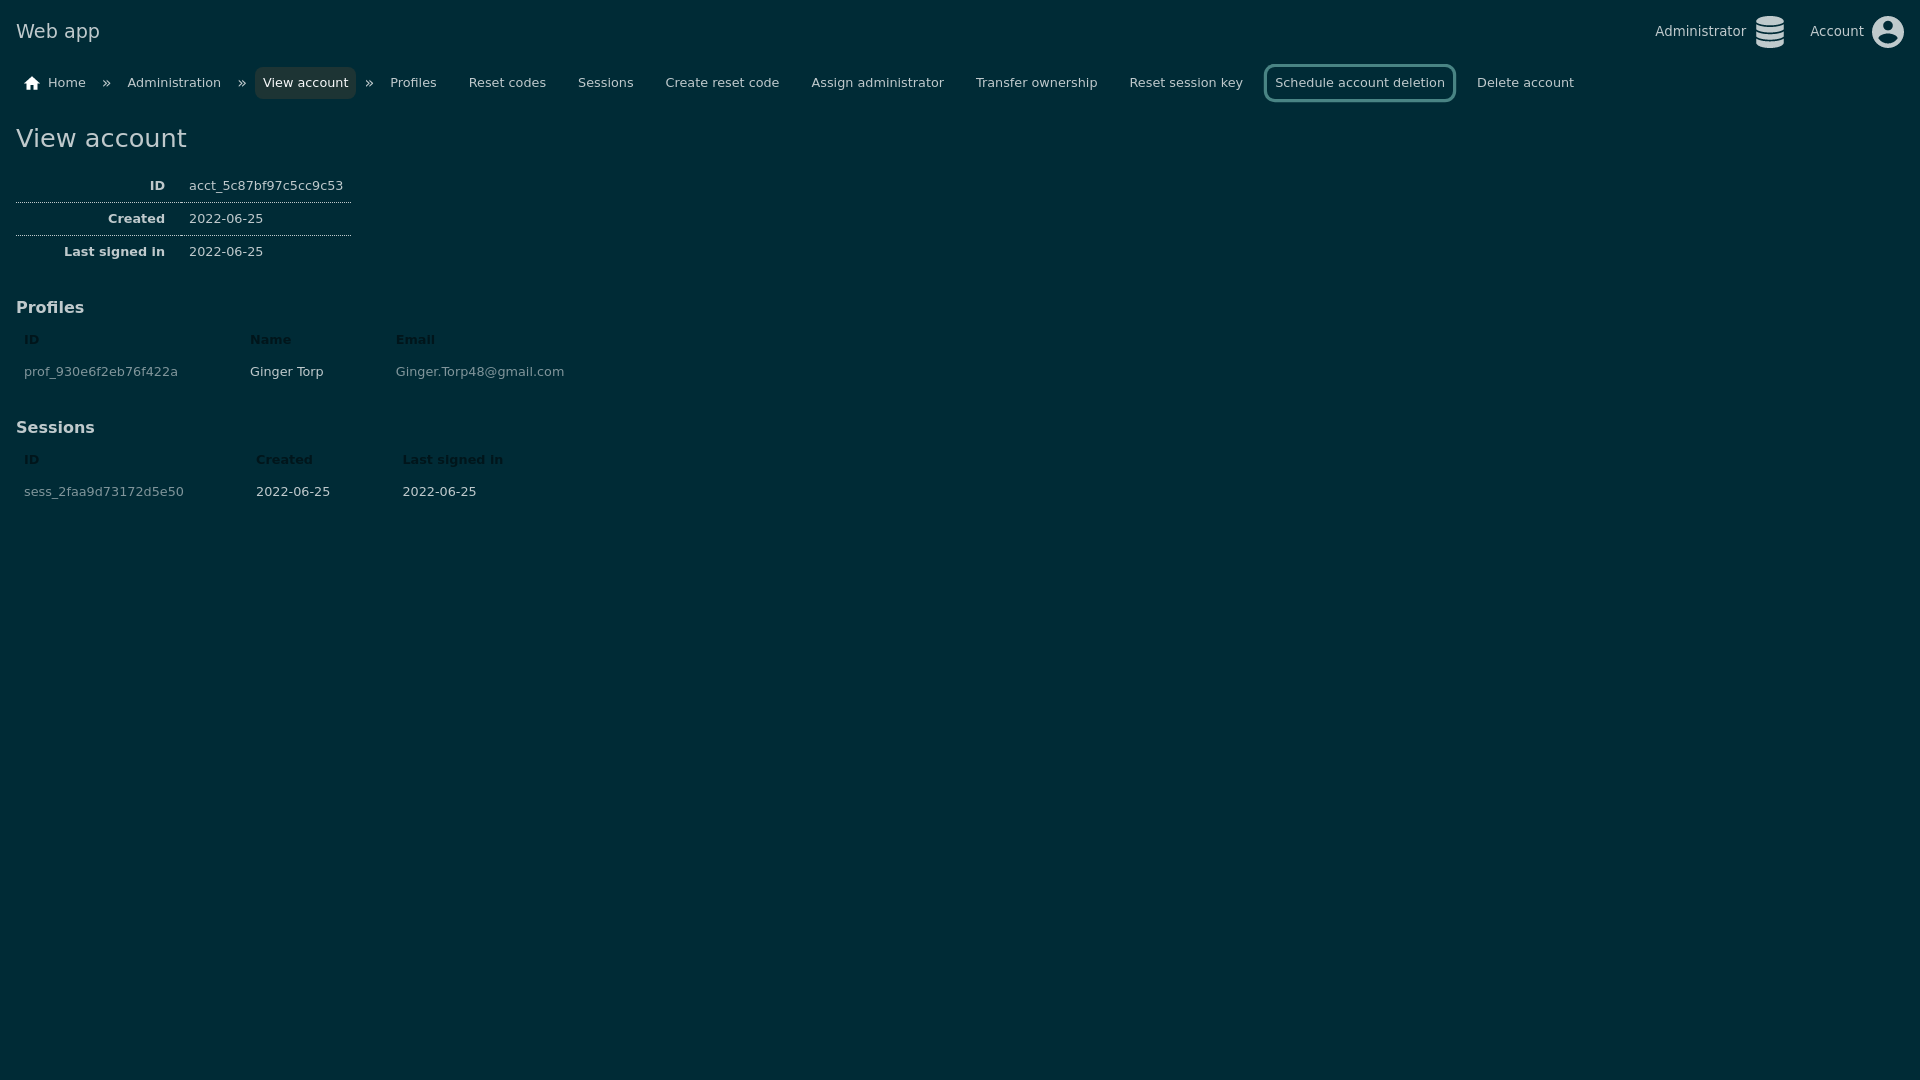 Web app
Administrator
Account
Home » Administration » View account » Profiles Reset codes Sessions Create reset code Assign administrator Transfer ownership Reset session key Schedule account deletion Delete account
View account
ID acct_5c87bf97c5cc9c53
Created 2022-06-25
Last signed in 2022-06-25
Profiles
ID Name Email
prof_930e6f2eb76f422a Ginger Torp Ginger.Torp48@gmail.com
Sessions
ID Created Last signed in
sess_2faa9d73172d5e50 2022-06-25 2022-06-25